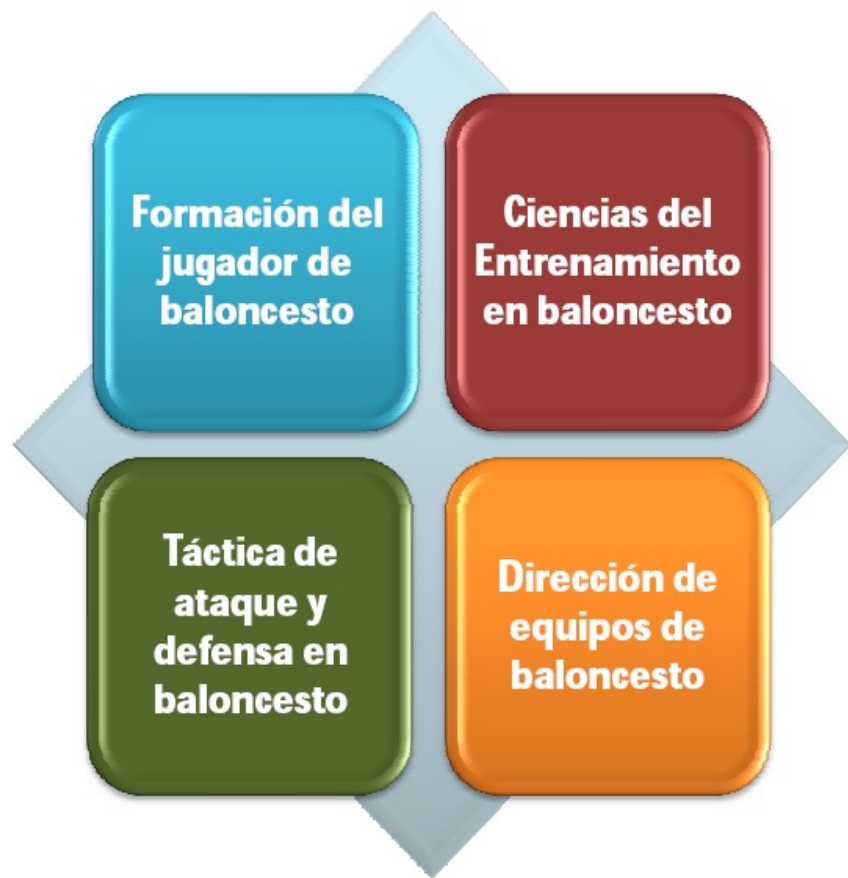 Formación del
jugador de
baloncesto
Ciencias del
Entrenamiento
en baloncesto
Táctica de
ataque y
defensa en
baloncesto
Dirección de
equipos de
baloncesto